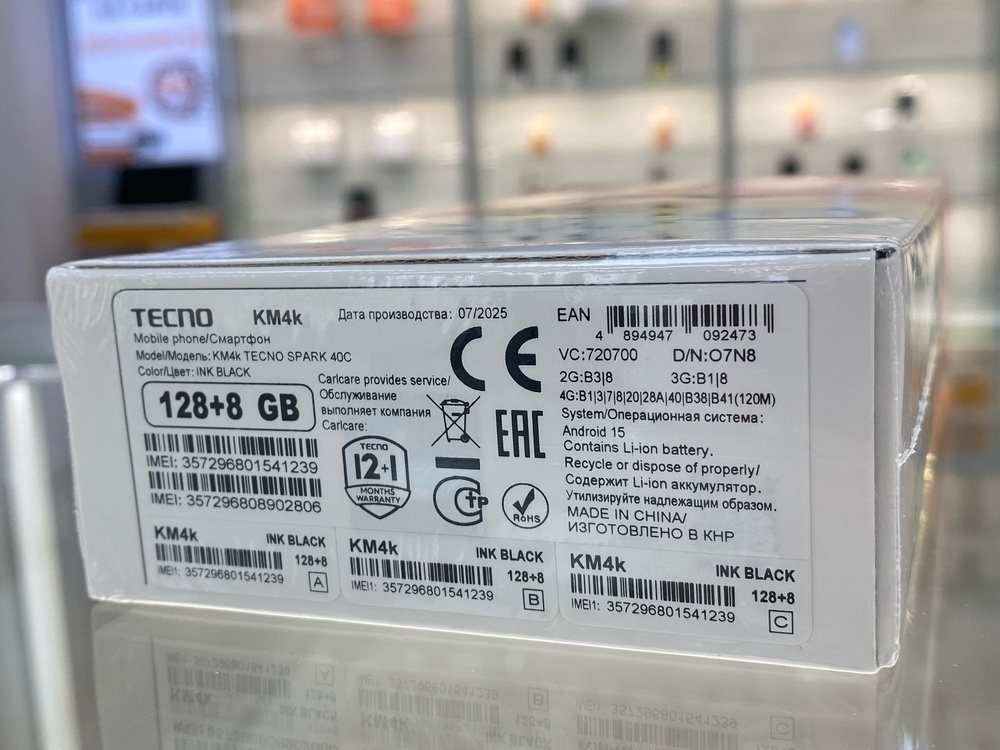 TECNO KM4k Дата производства: 07/2025
Mobile phone/Смартфон
Model/Модель: KM4k TECNO SPARK 40C
Color/Цвет: INK BLACK
128+8 GB
Carlcare provides service/
Обслуживание
выполняет компания
Carlcare:
IMEI: 357296801541239
IMEI: 357296808902806
TECNO
12+1
MONTHS
WARRANTY
CE
EAC
Стр
RoHS
EAN
4 894947 092473
VC:720700 D/N:O7N8
2G:B3|8 3G:B1|8
4G:B1|3|7|8|20|28A|40|B38|B41(120M)
System/Операционная система:
Android 15
Contains Li-ion battery.
Recycle or dispose of properly/
Содержит Li-ion аккумулятор.
Утилизируйте надлежащим образом.
MADE IN CHINA/
ИЗГОТОВЛЕНО В КНР
KM4k INK BLACK
128+8
IMEI1: 357296801541239 A
KM4k INK BLACK
128+8
IMEI1: 357296801541239 B
KM4k INK BLACK
128+8
IMEI1: 357296801541239 C